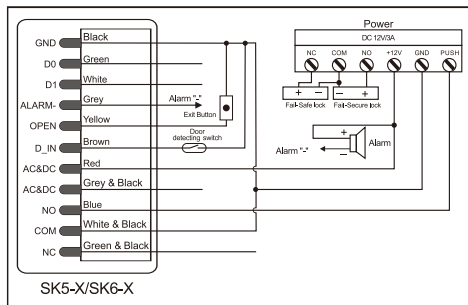 Power
DC 12V/3A
NC COM NO +12V GND PUSH
+ − − +
Fail-Safe lock Fail-Secure lock
GND Black
D0 Green
D1 White
ALARM- Grey Alarm "-"
Exit Button
OPEN Yellow
Door
detecting switch
D_IN Brown
AC&DC Red
AC&DC Grey & Black
NO Blue
COM White & Black
NC Green & Black
+
Alarm
Alarm "-" −
SK5-X/SK6-X